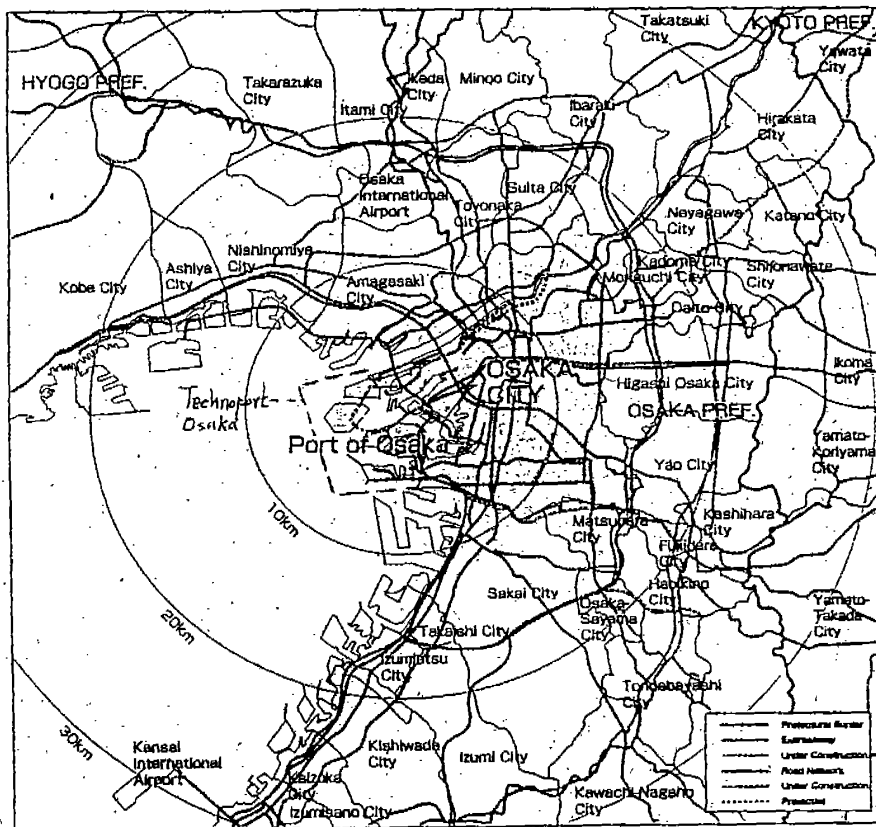 Takatsuki
City
KYOTO PREF.
Yawata
City
HYOGO PREF.
Takarazuka
City
Ikeda
City
Minoo City
Itami City
Ibaraki
City
Hirakata
City
Osaka
International
Airport
Suita City
Toyonaka
City
Neyagawa
City
Katano City
Nishinomiya
City
Kobe City
Ashiya
City
Amagasaki
City
Kadoma City
Moriguchi City
Shijonawate
City
Daito City
OSAKA
CITY
Ikoma
City
Higashi Osaka City
OSAKA PREF.
Technoport
Osaka
Port of Osaka
Yao City
Yamato-
Koriyama
City
10km
Matsubara
City
Kashihara
City
Fujiidera
City
Habikino
City
Sakai City
Osaka-
Sayama
City
Yamato-
Takada
City
20km
Takaishi City
Izumiotsu
City
Tondabayashi
City
30km
Kansai
International
Airport
Kishiwada
City
Izumi City
Kaizuka
City
Izumisano City
Kawachi-Nagano
City
Prefectural Border
Expressway
Under Construction
Road Network
Under Construction
Projected